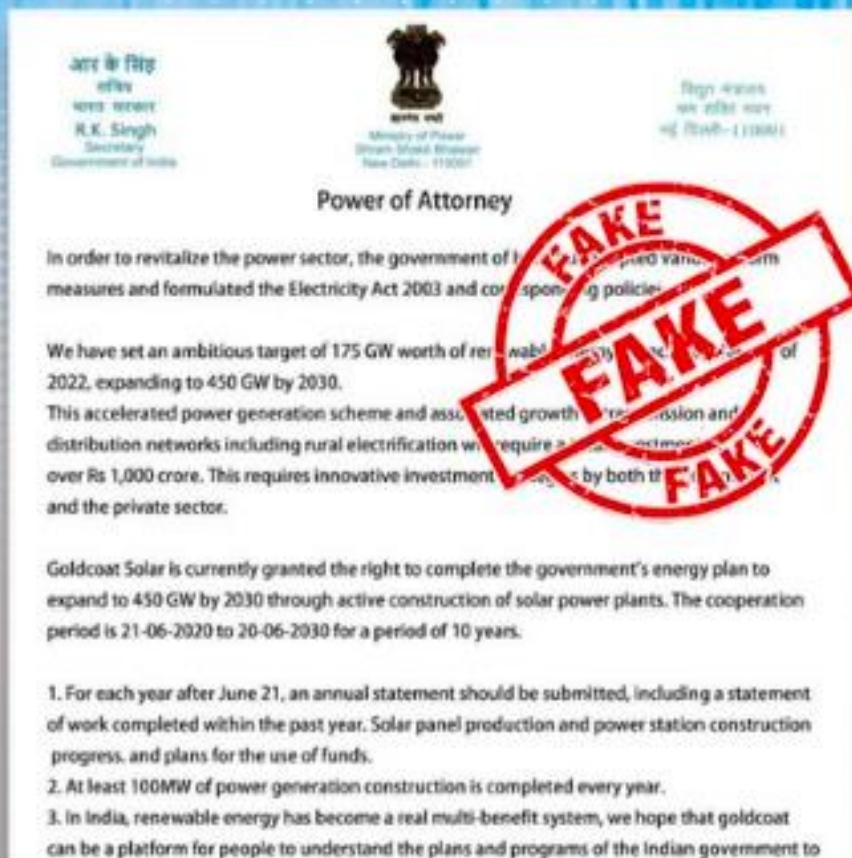 आर के सिंह
सचिव
भारत सरकार
R.K. Singh
Secretary
Government of India
Ministry of Power
Shram Shakti Bhawan
New Delhi - 110001
नई दिल्ली-110001
Power of Attorney
In order to revitalize the power sector, the government of
measures and formulated the Electricity Act 2003 and
We have set an ambitious target of 175 GW worth of of
2022, expanding to 450 GW by 2030.
This accelerated power generation scheme and growth and
distribution networks including rural electrification
over Rs 1,000 crore. This requires innovative investment by both
and the private sector.
FAKE
FAKE
FAKE
Goldcoat Solar is currently granted the right to complete the government's energy plan to
expand to 450 GW by 2030 through active construction of solar power plants. The cooperation
period is 21-06-2020 to 20-06-2030 for a period of 10 years.
1. For each year after June 21, an annual statement should be submitted, including a statement
of work completed within the past year. Solar panel production and power station construction
progress. and plans for the use of funds.
2. At least 100MW of power generation construction is completed every year.
3. In India, renewable energy has become a real multi-benefit system, we hope that goldcoat
can be a platform for people to understand the plans and programs of the Indian government to